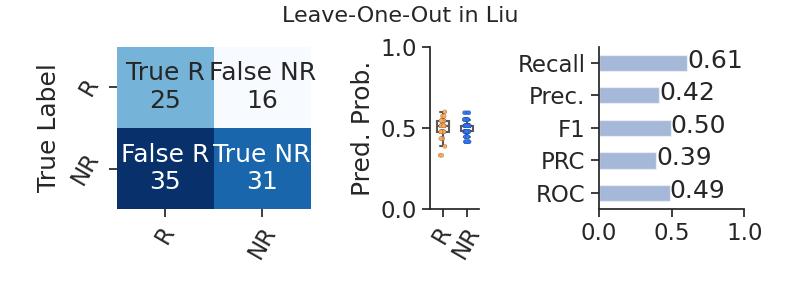 Leave-One-Out in Liu
True Label
R
NR
True R
25
False NR
16
False R
35
True NR
31
R
NR
Pred. Prob.
1.0
0.5
0.0
R
NR
Recall
0.61
Prec.
0.42
F1
0.50
PRC
0.39
ROC
0.49
0.0
0.5
1.0